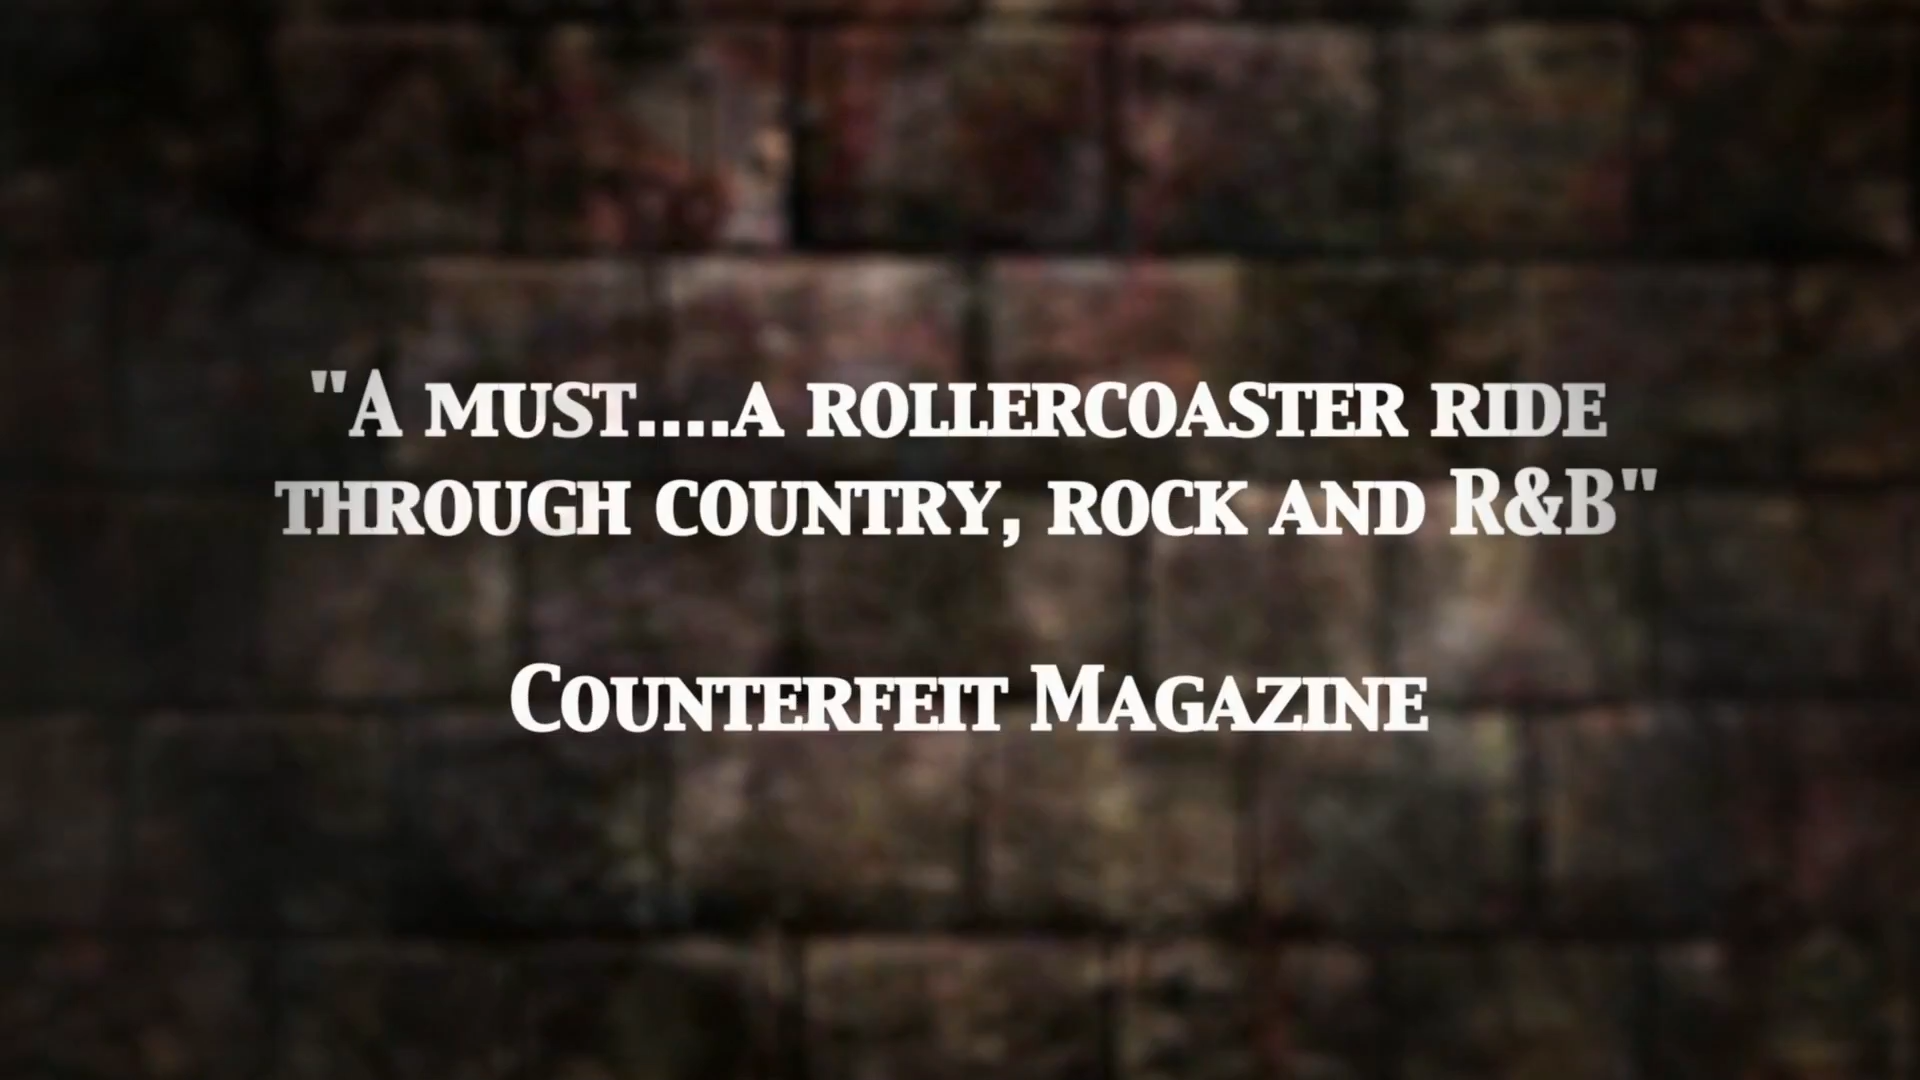 "A must....a rollercoaster ride
through country, rock and R&B"
Counterfeit Magazine